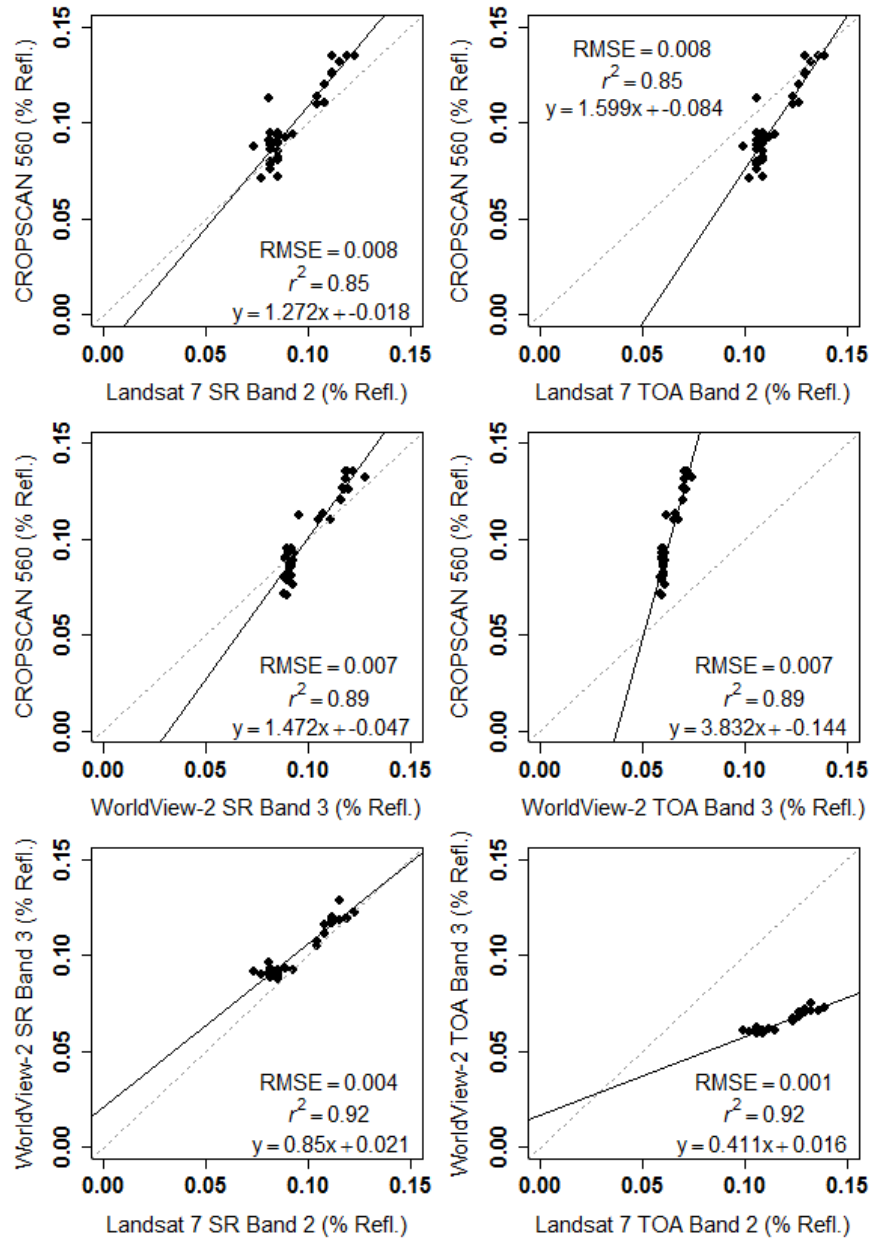 CROPSCAN 560 (% Refl.)
0.15
0.10
0.05
0.00
RMSE = 0.008
r² = 0.85
y = 1.272x + -0.018
0.00 0.05 0.10 0.15
Landsat 7 SR Band 2 (% Refl.)
CROPSCAN 560 (% Refl.)
0.15
0.10
0.05
0.00
RMSE = 0.008
r² = 0.85
y = 1.599x + -0.084
0.00 0.05 0.10 0.15
Landsat 7 TOA Band 2 (% Refl.)
CROPSCAN 560 (% Refl.)
0.15
0.10
0.05
0.00
RMSE = 0.007
r² = 0.89
y = 1.472x + -0.047
0.00 0.05 0.10 0.15
WorldView-2 SR Band 3 (% Refl.)
CROPSCAN 560 (% Refl.)
0.15
0.10
0.05
0.00
RMSE = 0.007
r² = 0.89
y = 3.832x + -0.144
0.00 0.05 0.10 0.15
WorldView-2 TOA Band 3 (% Refl.)
WorldView-2 SR Band 3 (% Refl.)
0.15
0.10
0.05
0.00
RMSE = 0.004
r² = 0.92
y = 0.85x + 0.021
0.00 0.05 0.10 0.15
Landsat 7 SR Band 2 (% Refl.)
WorldView-2 TOA Band 3 (% Refl.)
0.15
0.10
0.05
0.00
RMSE = 0.001
r² = 0.92
y = 0.411x + 0.016
0.00 0.05 0.10 0.15
Landsat 7 TOA Band 2 (% Refl.)